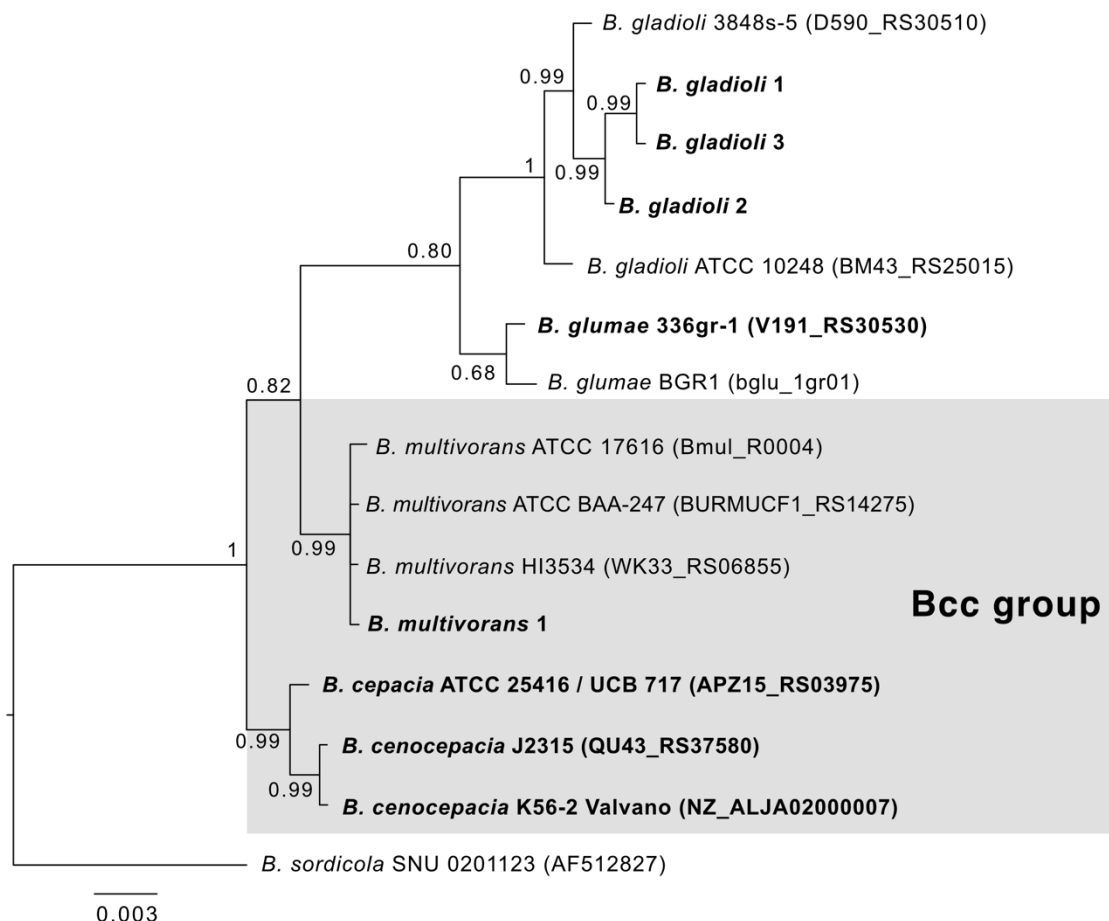 B. gladioli 3848s-5 (D590_RS30510)
0.99
B. gladioli 1
0.99
B. gladioli 3
1
0.99
B. gladioli 2
0.80
B. gladioli ATCC 10248 (BM43_RS25015)
B. glumae 336gr-1 (V191_RS30530)
0.68
B. glumae BGR1 (bglu_1gr01)
0.82
B. multivorans ATCC 17616 (Bmul_R0004)
B. multivorans ATCC BAA-247 (BURMUCF1_RS14275)
0.99
1
B. multivorans HI3534 (WK33_RS06855)
Bcc group
B. multivorans 1
B. cepacia ATCC 25416 / UCB 717 (APZ15_RS03975)
0.99
B. cenocepacia J2315 (QU43_RS37580)
0.99
B. cenocepacia K56-2 Valvano (NZ_ALJA02000007)
B. sordicola SNU 0201123 (AF512827)
0.003